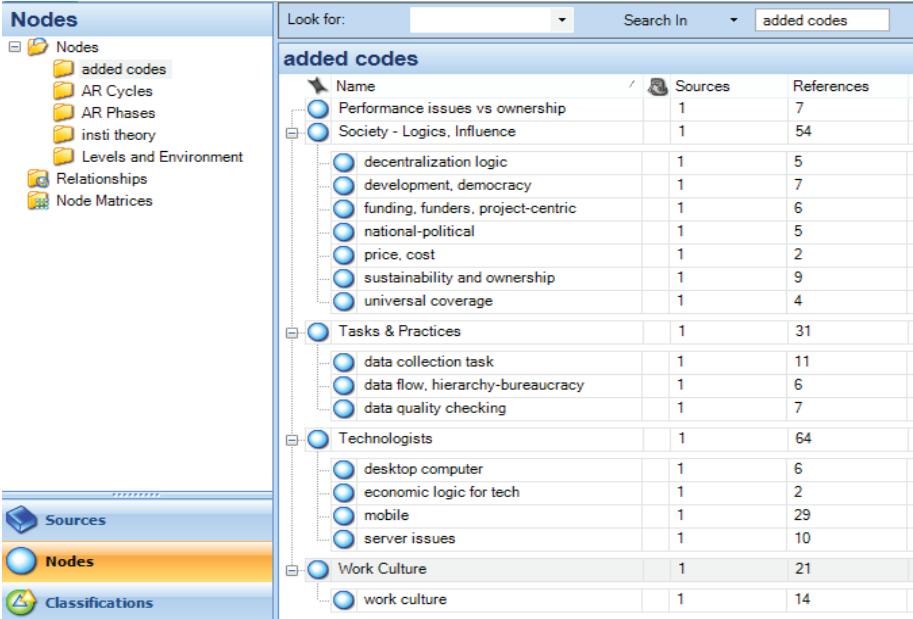 Nodes
Nodes
added codes
AR Cycles
AR Phases
insti theory
Levels and Environment
Relationships
Node Matrices
Sources
Nodes
Classifications
Look for: Search In added codes
added codes
Name / Sources References
Performance issues vs ownership 1 7
Society - Logics, Influence 1 54
decentralization logic 1 5
development, democracy 1 7
funding, funders, project-centric 1 6
national-political 1 5
price, cost 1 2
sustainability and ownership 1 9
universal coverage 1 4
Tasks & Practices 1 31
data collection task 1 11
data flow, hierarchy-bureaucracy 1 6
data quality checking 1 7
Technologists 1 64
desktop computer 1 6
economic logic for tech 1 2
mobile 1 29
server issues 1 10
Work Culture 1 21
work culture 1 14